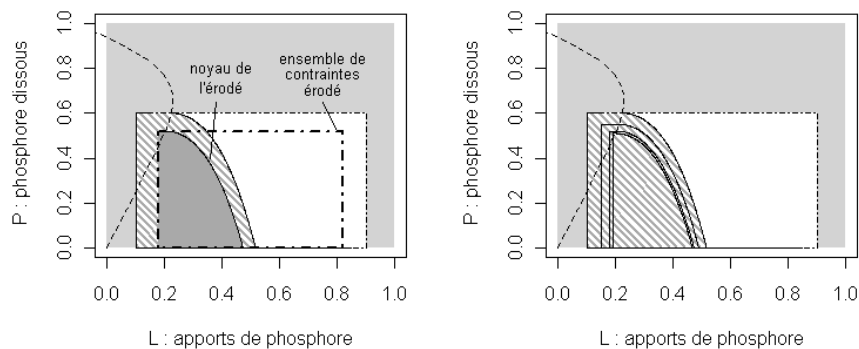 noyau de
l'érodé
ensemble de
contraintes
érodé
P : phosphore dissous
0.0 0.2 0.4 0.6 0.8 1.0
0.0 0.2 0.4 0.6 0.8 1.0
L : apports de phosphore
P : phosphore dissous
0.0 0.2 0.4 0.6 0.8 1.0
0.0 0.2 0.4 0.6 0.8 1.0
L : apports de phosphore